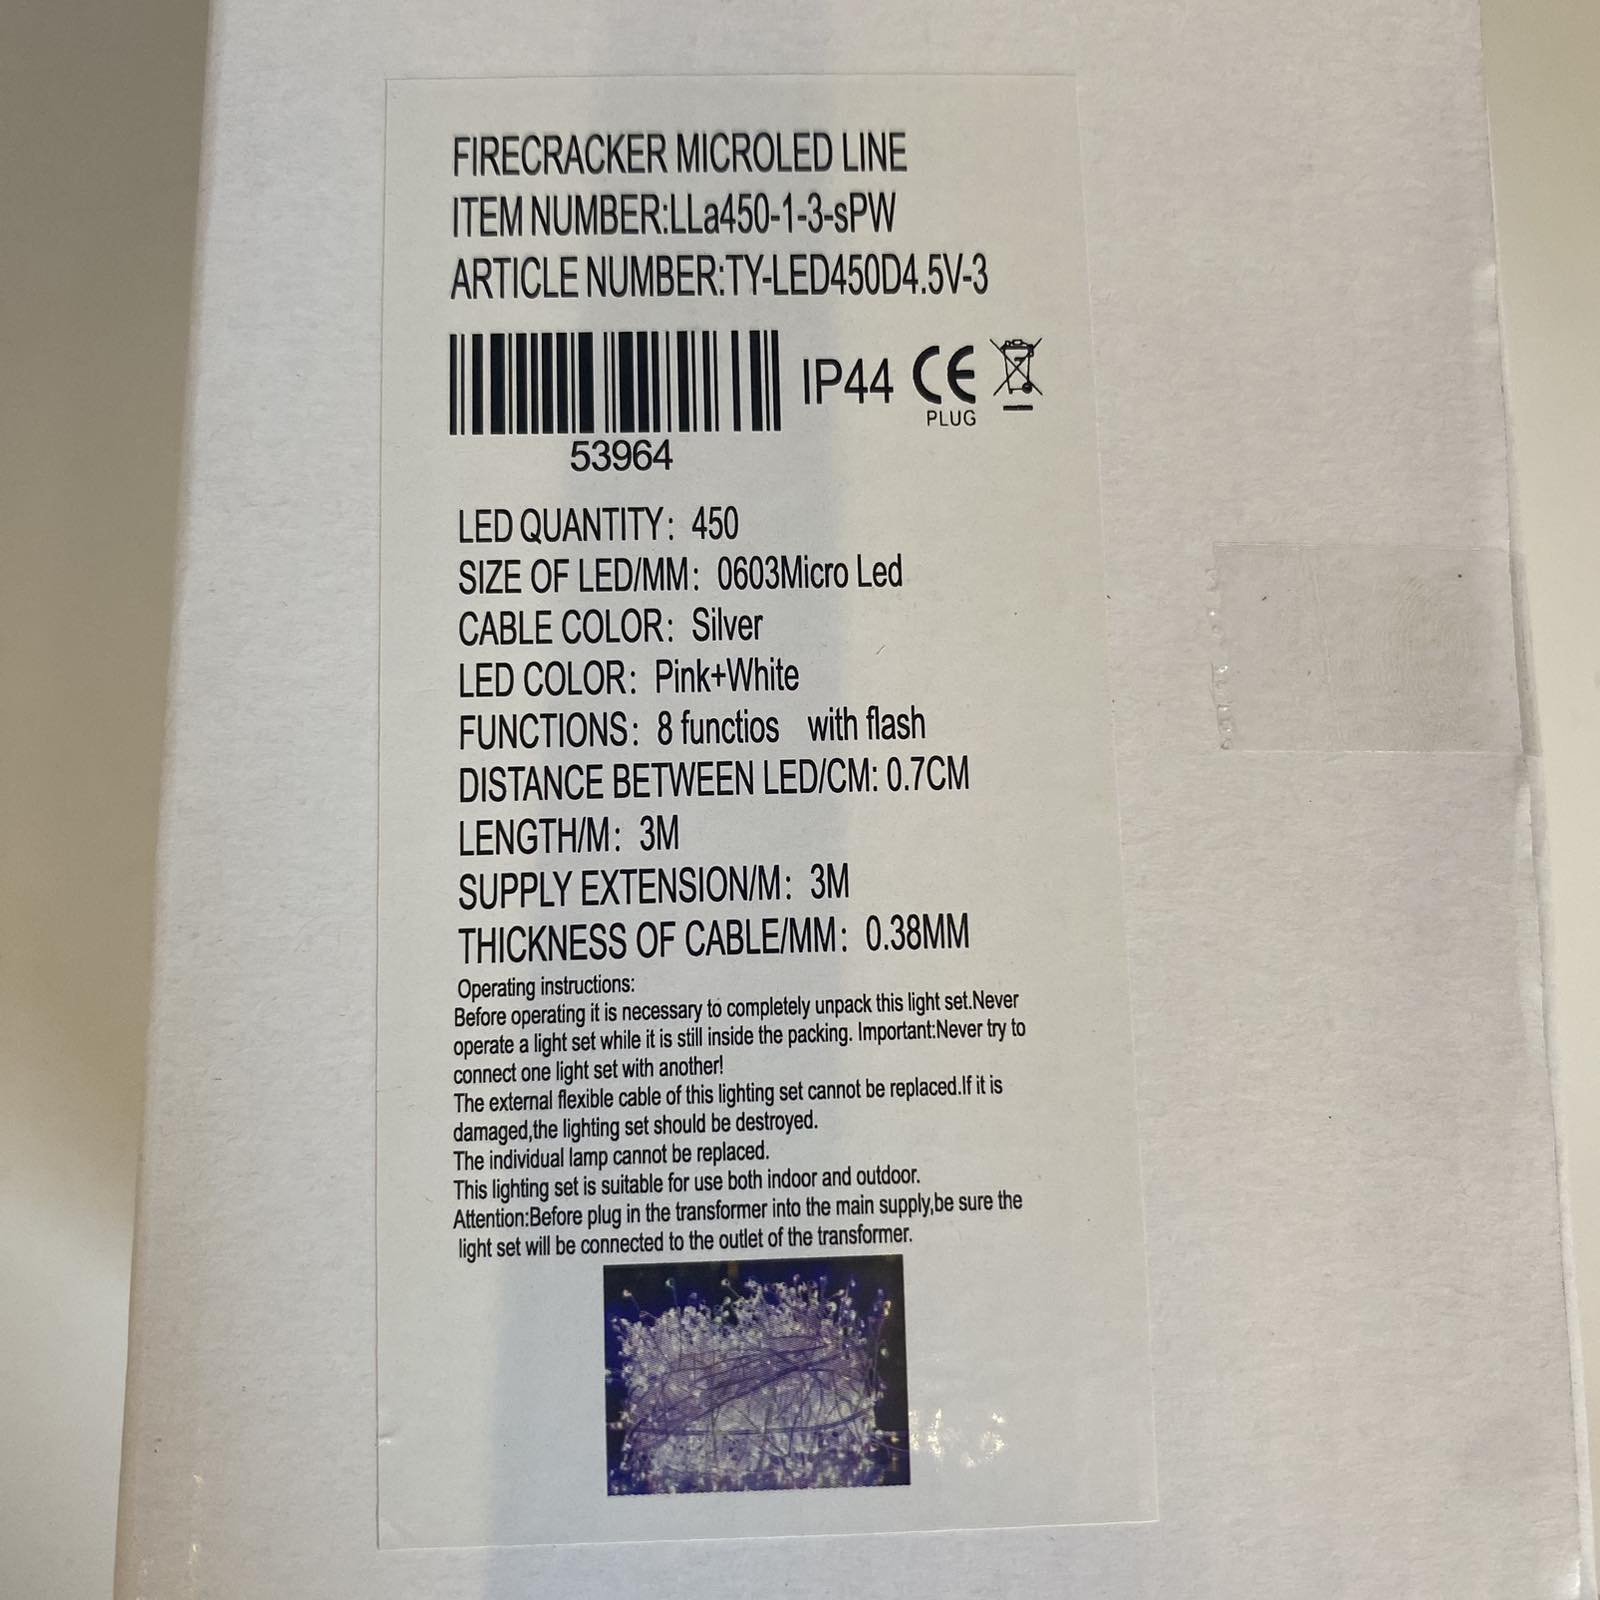 FIRECRACKER MICROLED LINE
ITEM NUMBER:LLa450-1-3-sPW
ARTICLE NUMBER:TY-LED450D4.5V-3
IP44 CE
PLUG
53964
LED QUANTITY: 450
SIZE OF LED/MM: 0603Micro Led
CABLE COLOR: Silver
LED COLOR: Pink+White
FUNCTIONS: 8 functios with flash
DISTANCE BETWEEN LED/CM: 0.7CM
LENGTH/M: 3M
SUPPLY EXTENSION/M: 3M
THICKNESS OF CABLE/MM: 0.38MM
Operating instructions:
Before operating it is necessary to completely unpack this light set.Never
operate a light set while it is still inside the packing. Important:Never try to
connect one light set with another!
The external flexible cable of this lighting set cannot be replaced.If it is
damaged,the lighting set should be destroyed.
The individual lamp cannot be replaced.
This lighting set is suitable for use both indoor and outdoor.
Attention:Before plug in the transformer into the main supply,be sure the
light set will be connected to the outlet of the transformer.